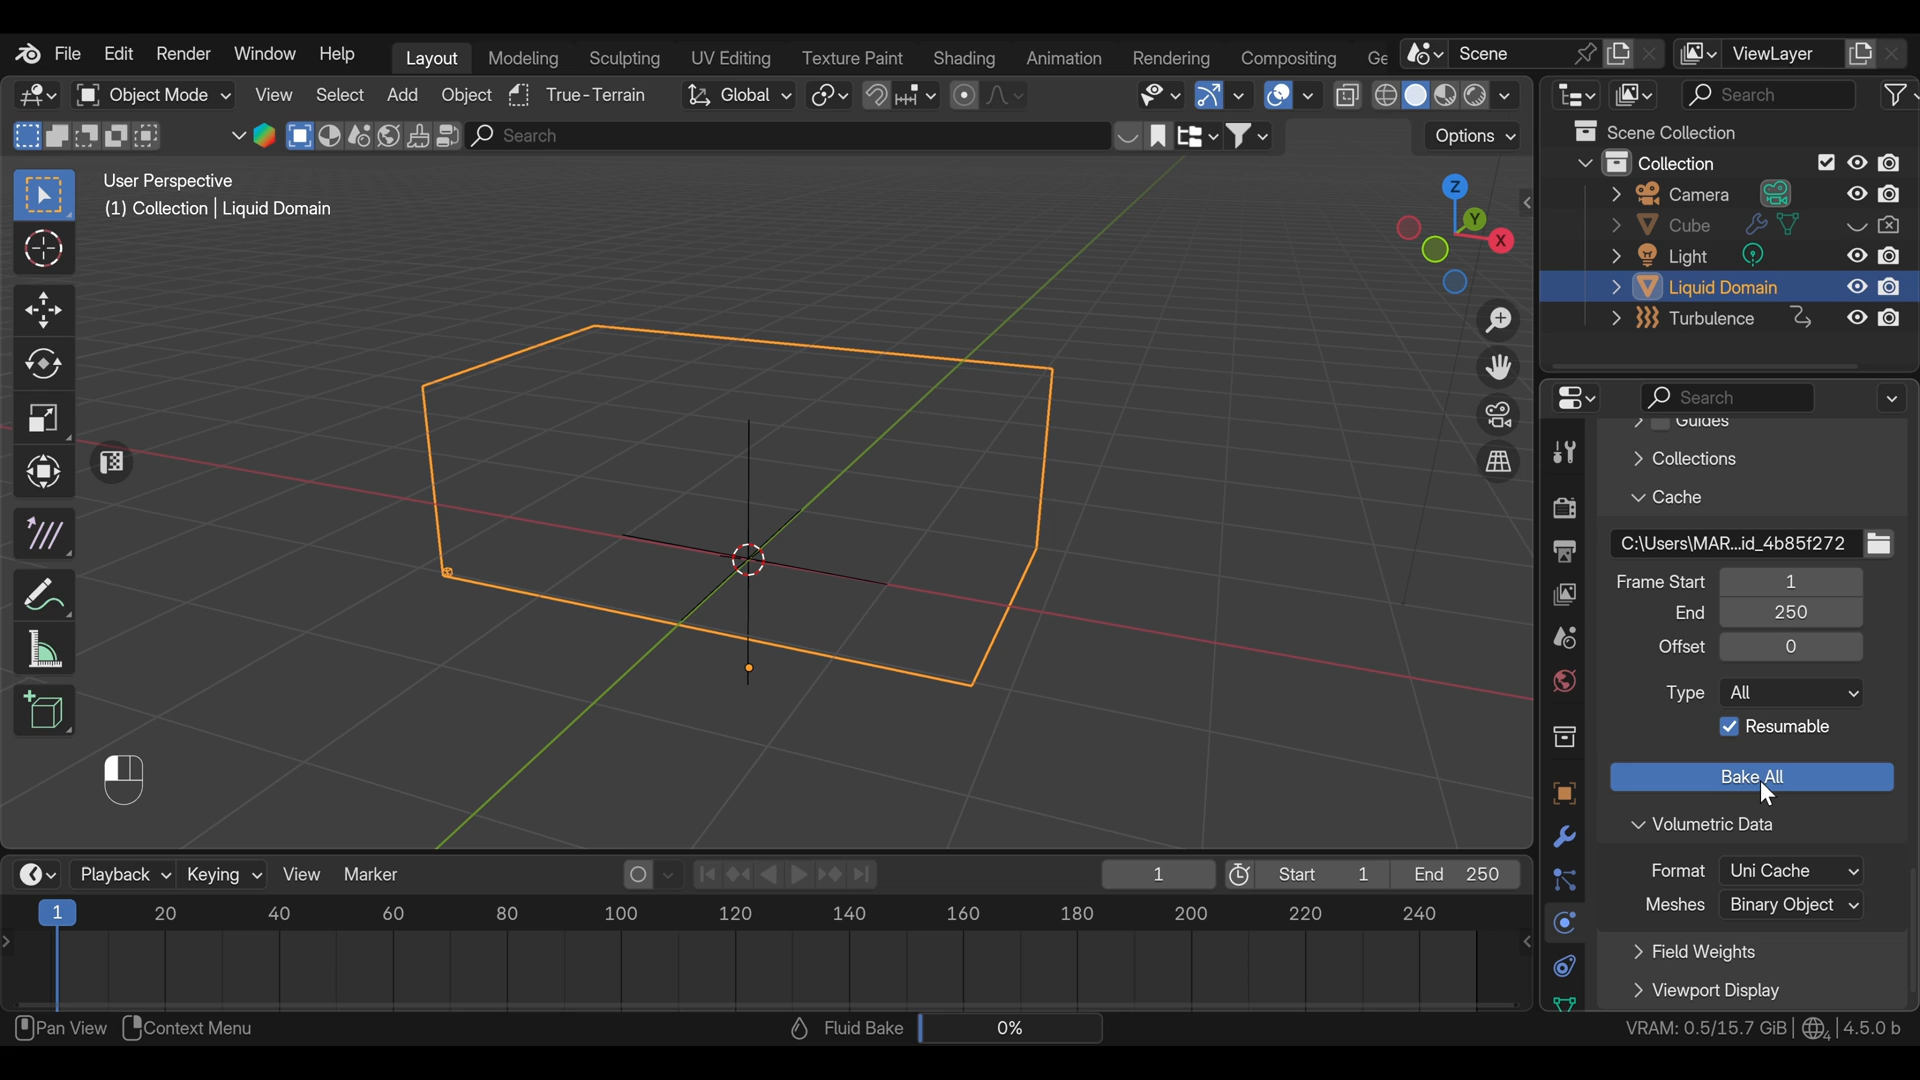 File Edit Render Window Help Layout Modeling Sculpting UV Editing Texture Paint Shading Animation Rendering Compositing Ge Scene ViewLayer
Object Mode View Select Add Object True-Terrain Global Search
Search Options
User Perspective
(1) Collection | Liquid Domain
Z
Y
X
Scene Collection
Collection
Camera
Cube
Light
Liquid Domain
Turbulence
Search
Guides
Collections
Cache
C:\Users\MAR...id_4b85f272
Frame Start 1
End 250
Offset 0
Type All
Resumable
Bake All
Volumetric Data
Format Uni Cache
Meshes Binary Object
Field Weights
Viewport Display
Playback Keying View Marker 1 Start 1 End 250
1 20 40 60 80 100 120 140 160 180 200 220 240
Pan View Context Menu Fluid Bake 0% VRAM: 0.5/15.7 GiB 4 4.5.0 b